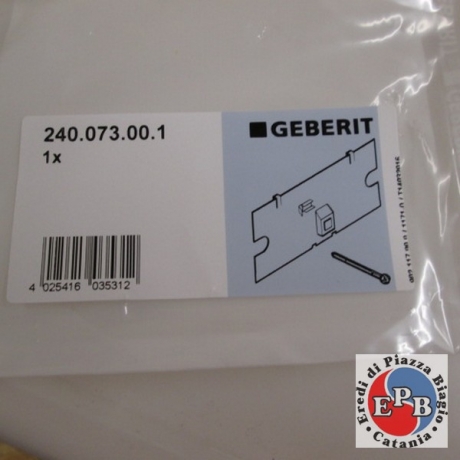 240.073.00.1
1x
GEBERIT
4 025416 035312
Eredi di Piazza Biagio
EPB
Catania